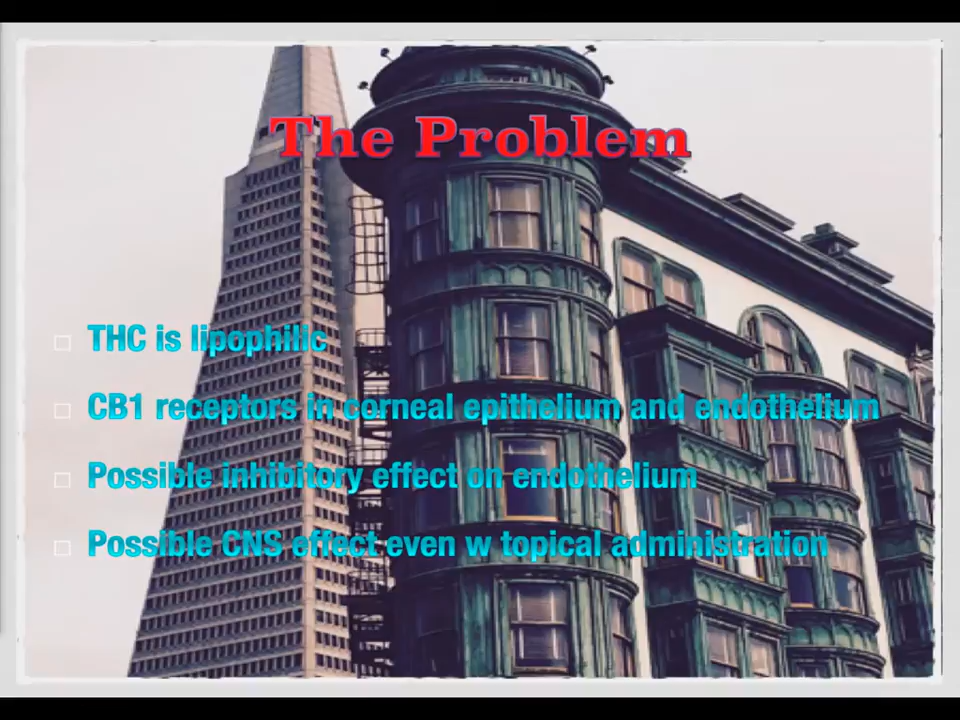 The Problem
THC is lipophilic
CB1 receptors in corneal epithelium and endothelium
Possible inhibitory effect on endothelium
Possible CNS effect even w topical administration